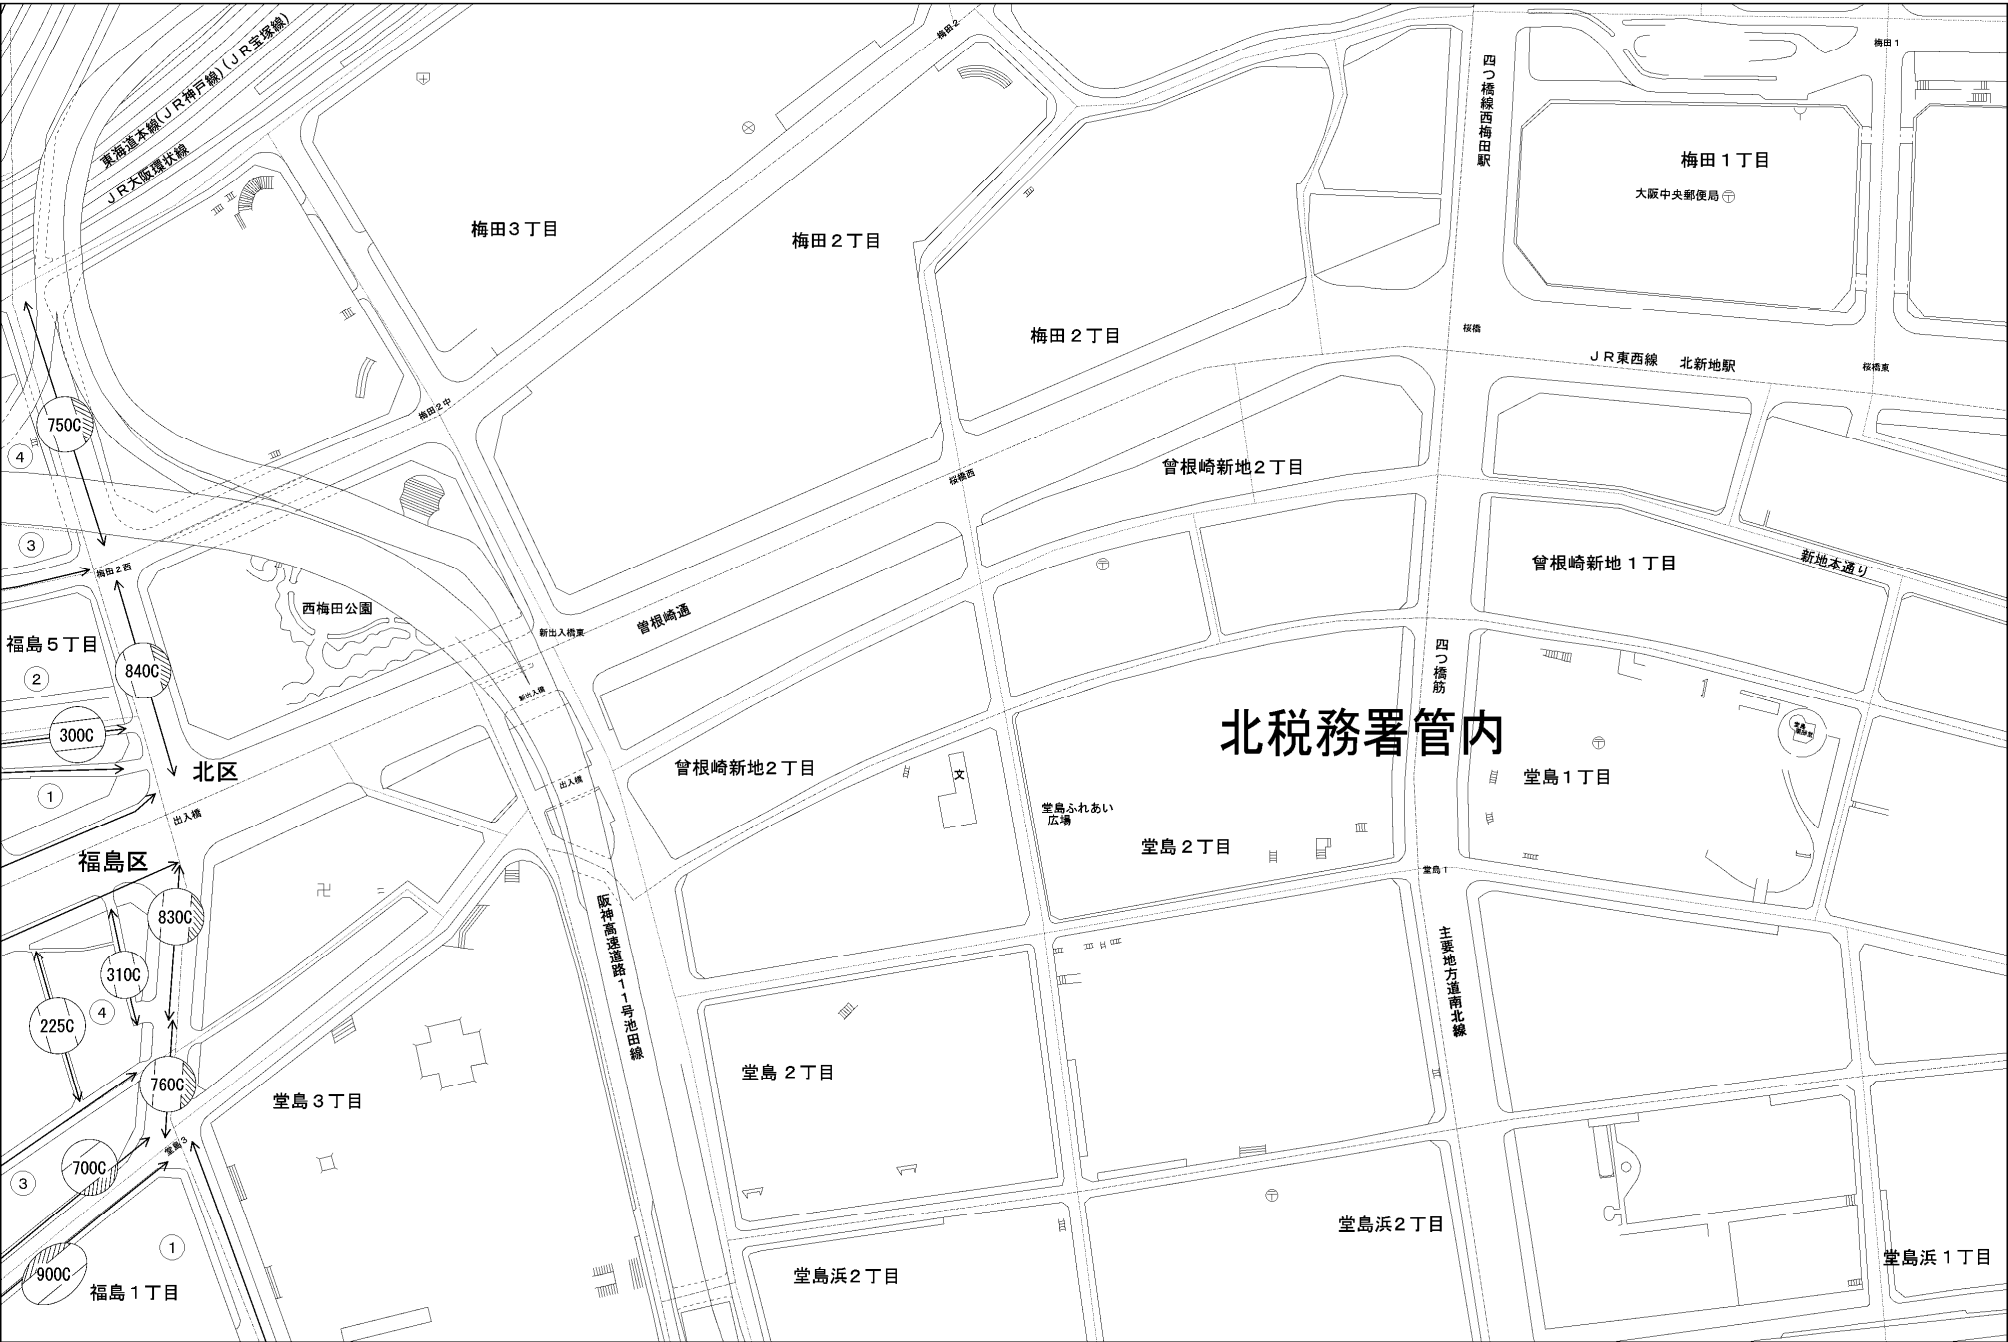 梅田２
梅田１
東海道本線(ＪＲ神戸線)(ＪＲ宝塚線)
ＪＲ大阪環状線
四つ橋線西梅田駅
梅田１丁目
大阪中央郵便局
梅田３丁目
梅田２丁目
梅田２丁目
桜橋
ＪＲ東西線　北新地駅
桜橋東
梅田２中
750C
4
桜橋西
曾根崎新地２丁目
3
梅田２西
曾根崎新地１丁目
新地本通り
西梅田公園
曽根崎通
新出入橋東
福島５丁目
840C
2
四つ橋筋
新出入橋
300C
北税務署管内
堂島薬師堂
北区
曾根崎新地２丁目
文
堂島１丁目
出入橋
1
堂島ふれあい
広場
出入橋
堂島２丁目
福島区
堂島１
卍
830C
阪神高速道路１１号池田線
主要地方道南北線
310C
4
225C
760C
堂島２丁目
堂島３丁目
堂島３
700C
3
堂島浜２丁目
1
堂島浜１丁目
900C
堂島浜２丁目
福島１丁目